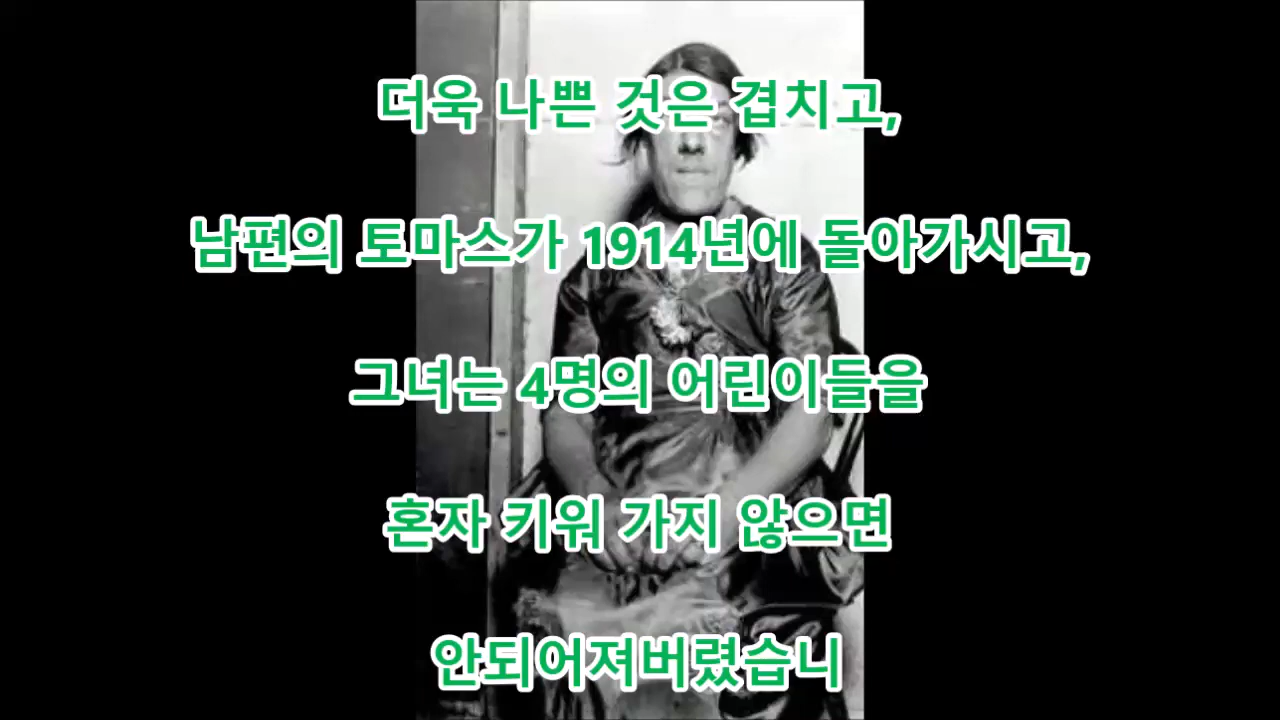 더욱 나쁜 것은 겹치고,
남편의 토마스가 1914년에 돌아가시고,
그녀는 4명의 어린이들을
혼자 키워 가지 않으면
안되어져버렸습니